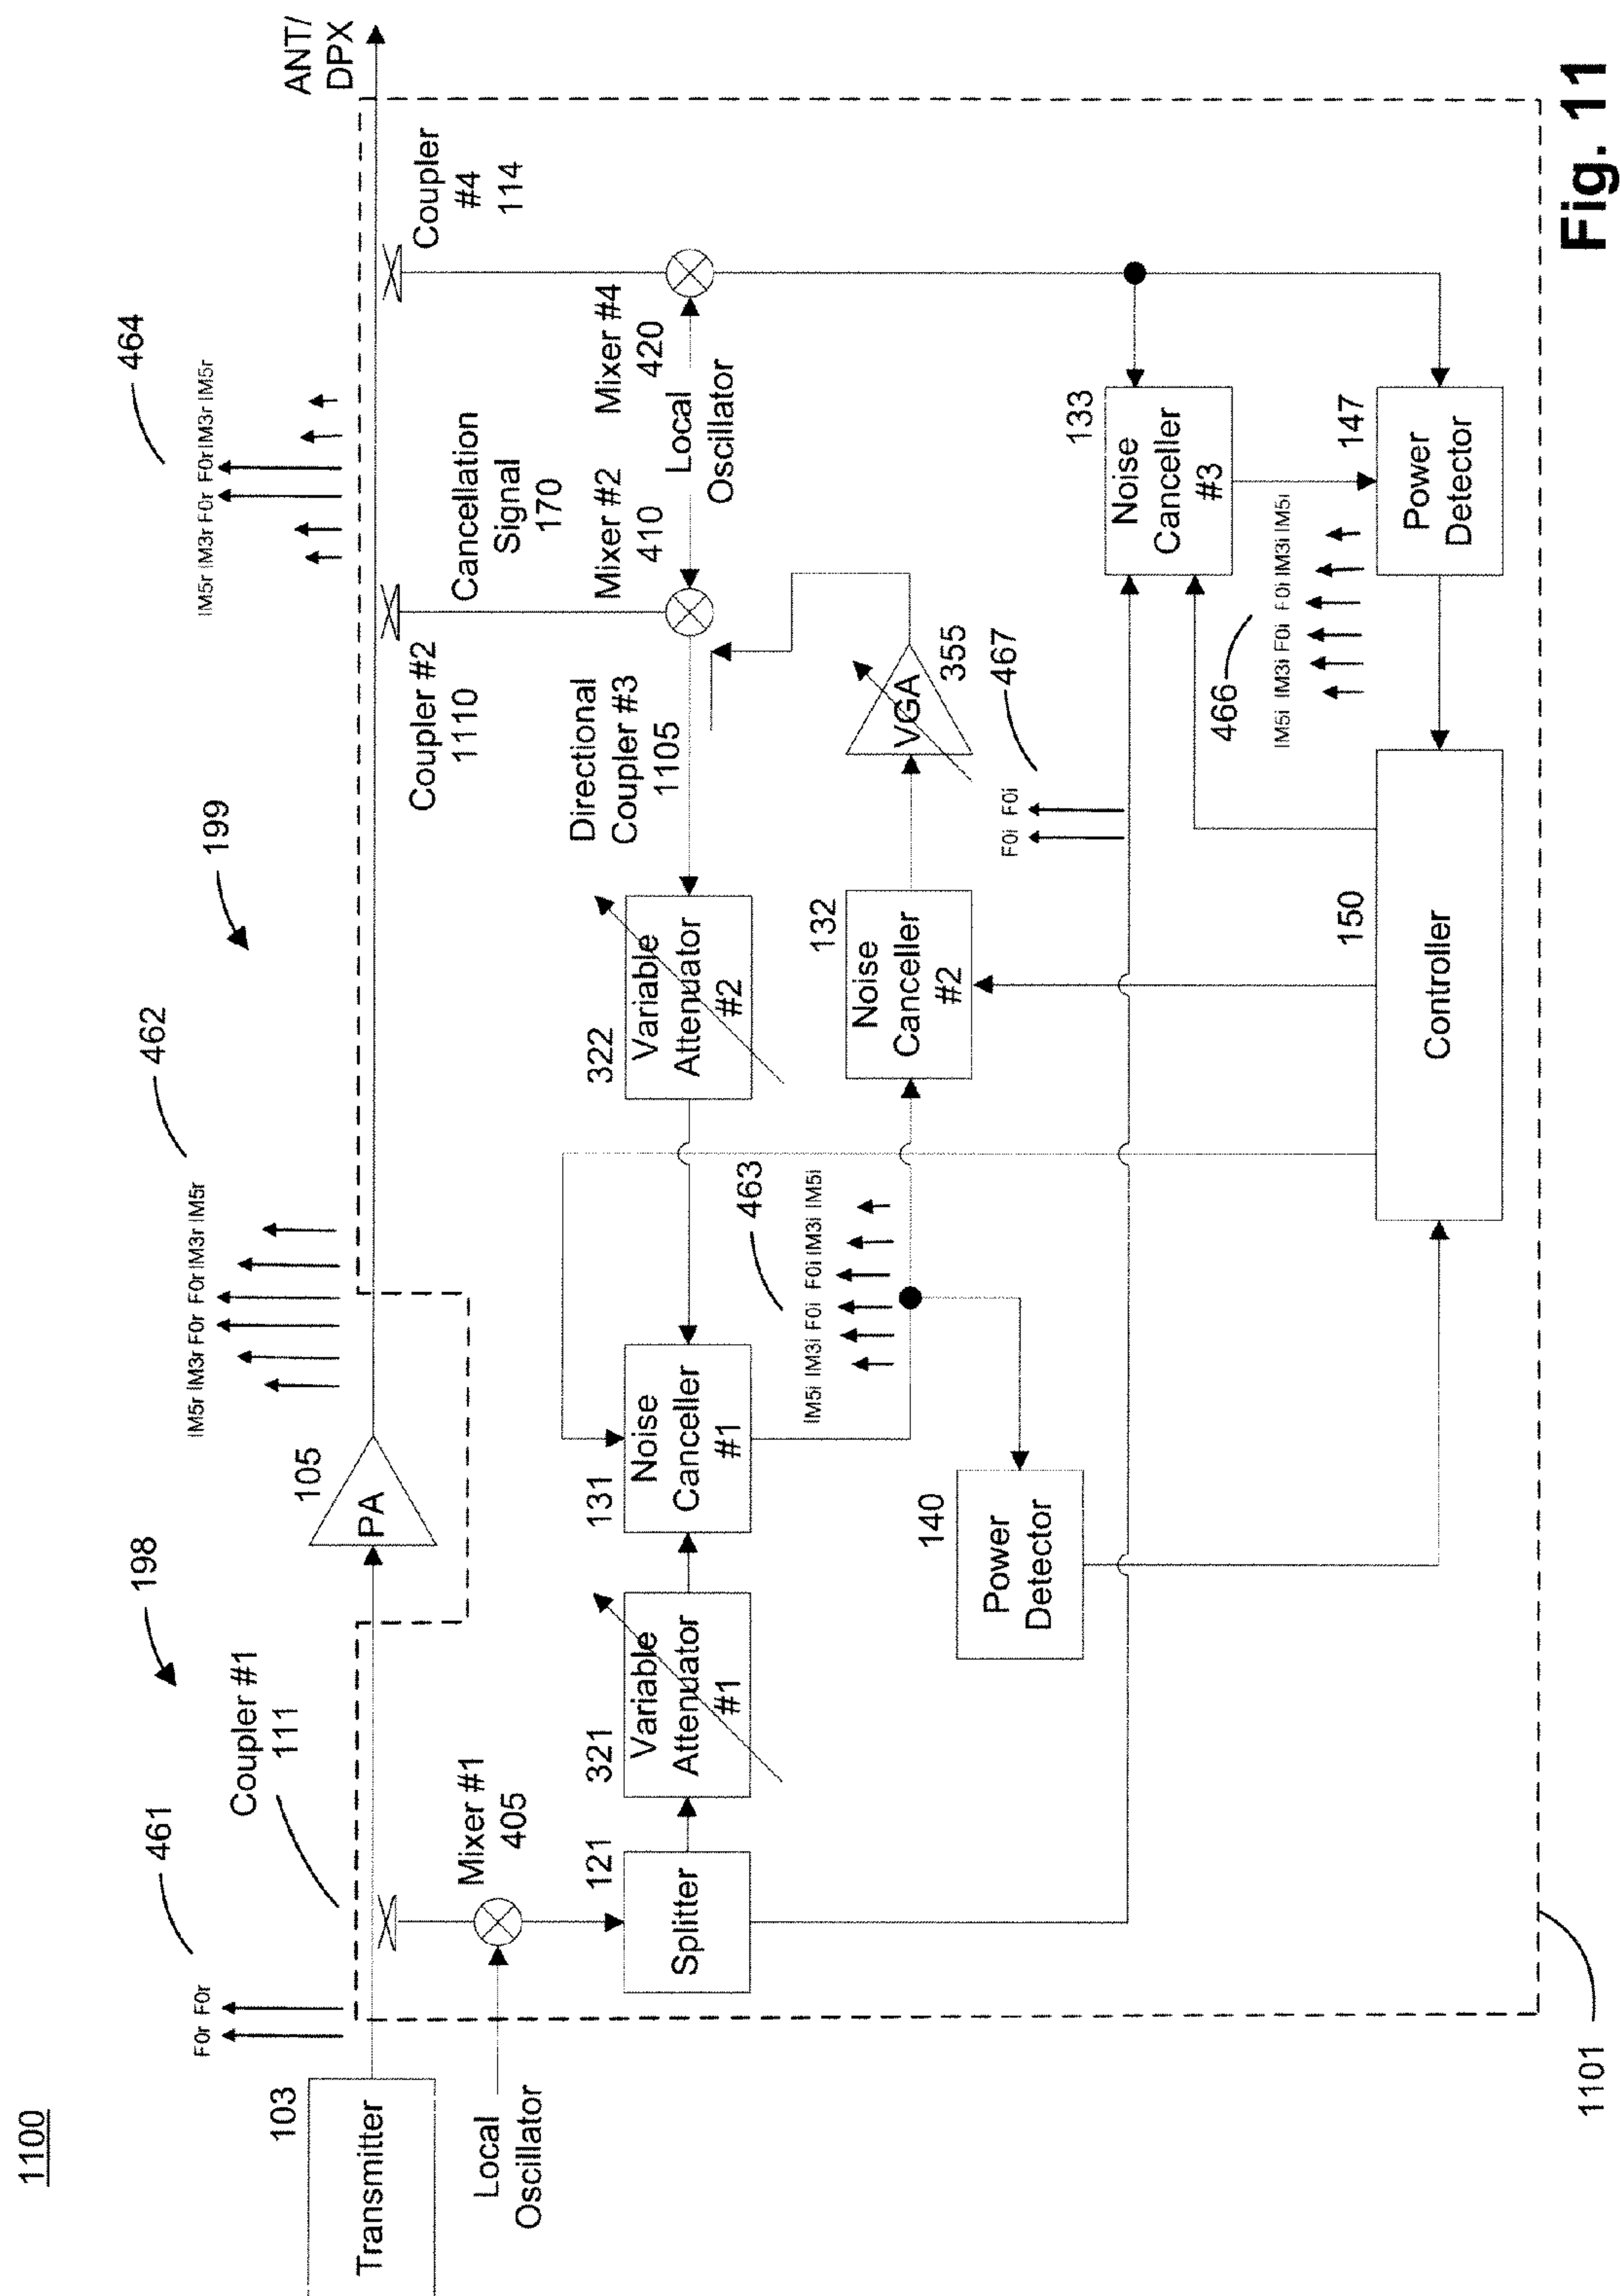 1100
461
198
462
199
464
F0r F0r
IM5r IM3r F0r F0r IM3r IM5r
IM5r IM3r F0r F0r IM3r IM5r
ANT/
DPX
103
Transmitter
Coupler #1
111
105
PA
Coupler #2
1110
Coupler
#4
114
Local
Oscillator
Mixer #1
405
Cancellation
Signal
170
Mixer #2
410
Mixer #4
420
Local
Oscillator
Directional
Coupler #3
1105
121
Splitter
321
Variable
Attenuator
#1
131
Noise
Canceller
#1
322
Variable
Attenuator
#2
463
IM5i IM3i F0i F0i IM3i IM5i
132
Noise
Canceller
#2
VGA
355
140
Power
Detector
467
F0i F0i
133
Noise
Canceller
#3
466
IM5i IM3i F0i F0i IM3i IM5i
150
Controller
147
Power
Detector
1101
Fig. 11